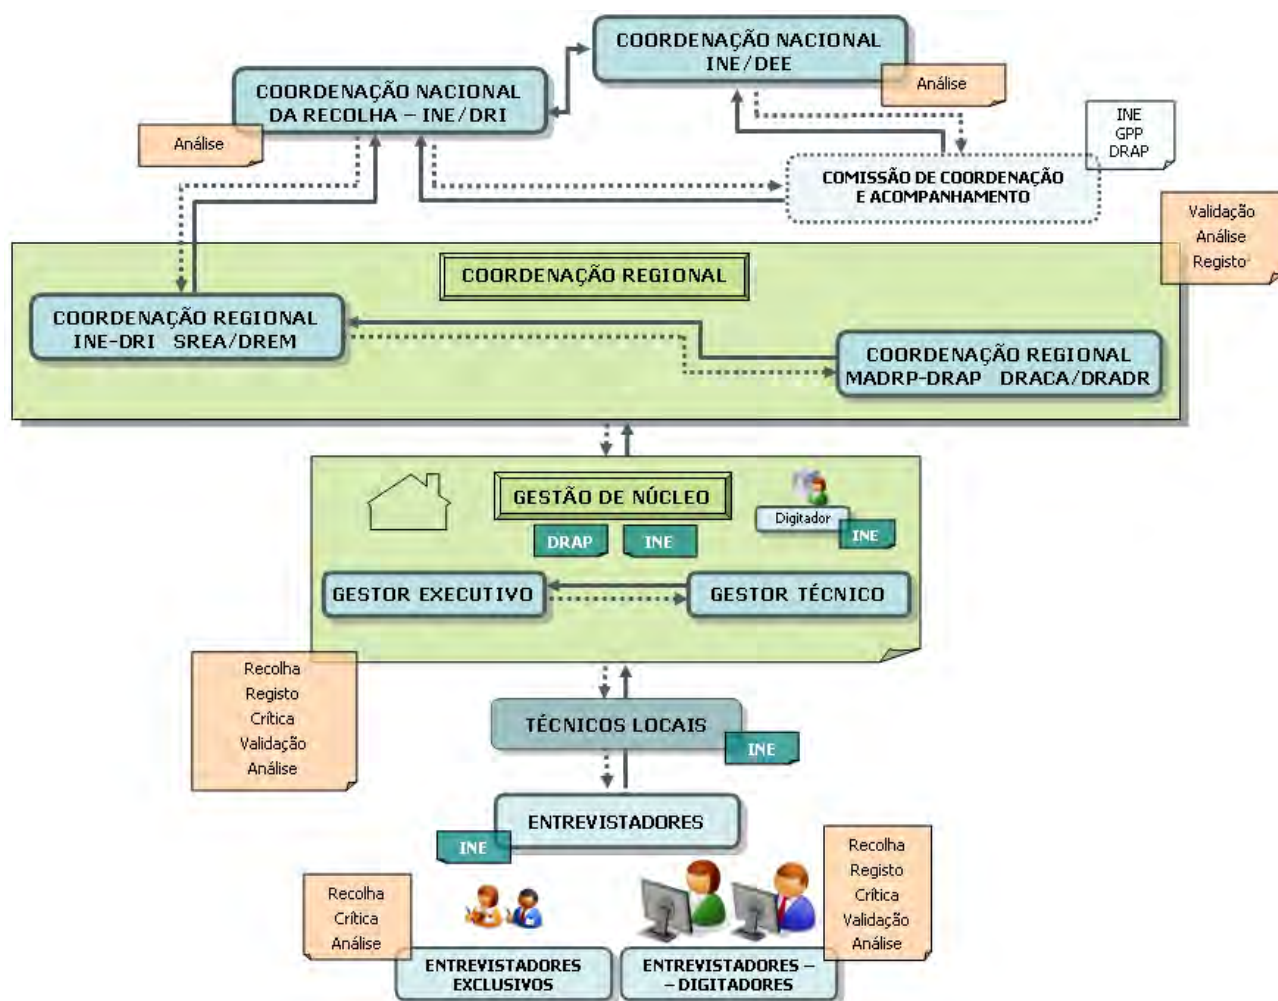 COORDENAÇÃO NACIONAL
INE/DEE
Análise
COORDENAÇÃO NACIONAL
DA RECOLHA – INE/DRI
Análise
INE
GPP
DRAP
COMISSÃO DE COORDENAÇÃO
E ACOMPANHAMENTO
Validação
Análise
Registo
COORDENAÇÃO REGIONAL
COORDENAÇÃO REGIONAL
INE-DRI SREA/DREM
COORDENAÇÃO REGIONAL
MADRP-DRAP DRACA/DRADR
GESTÃO DE NÚCLEO
Digitador
INE
DRAP
INE
GESTOR EXECUTIVO
GESTOR TÉCNICO
Recolha
Registo
Crítica
Validação
Análise
TÉCNICOS LOCAIS
INE
ENTREVISTADORES
INE
Recolha
Crítica
Análise
Recolha
Registo
Crítica
Validação
Análise
ENTREVISTADORES
EXCLUSIVOS
ENTREVISTADORES –
– DIGITADORES